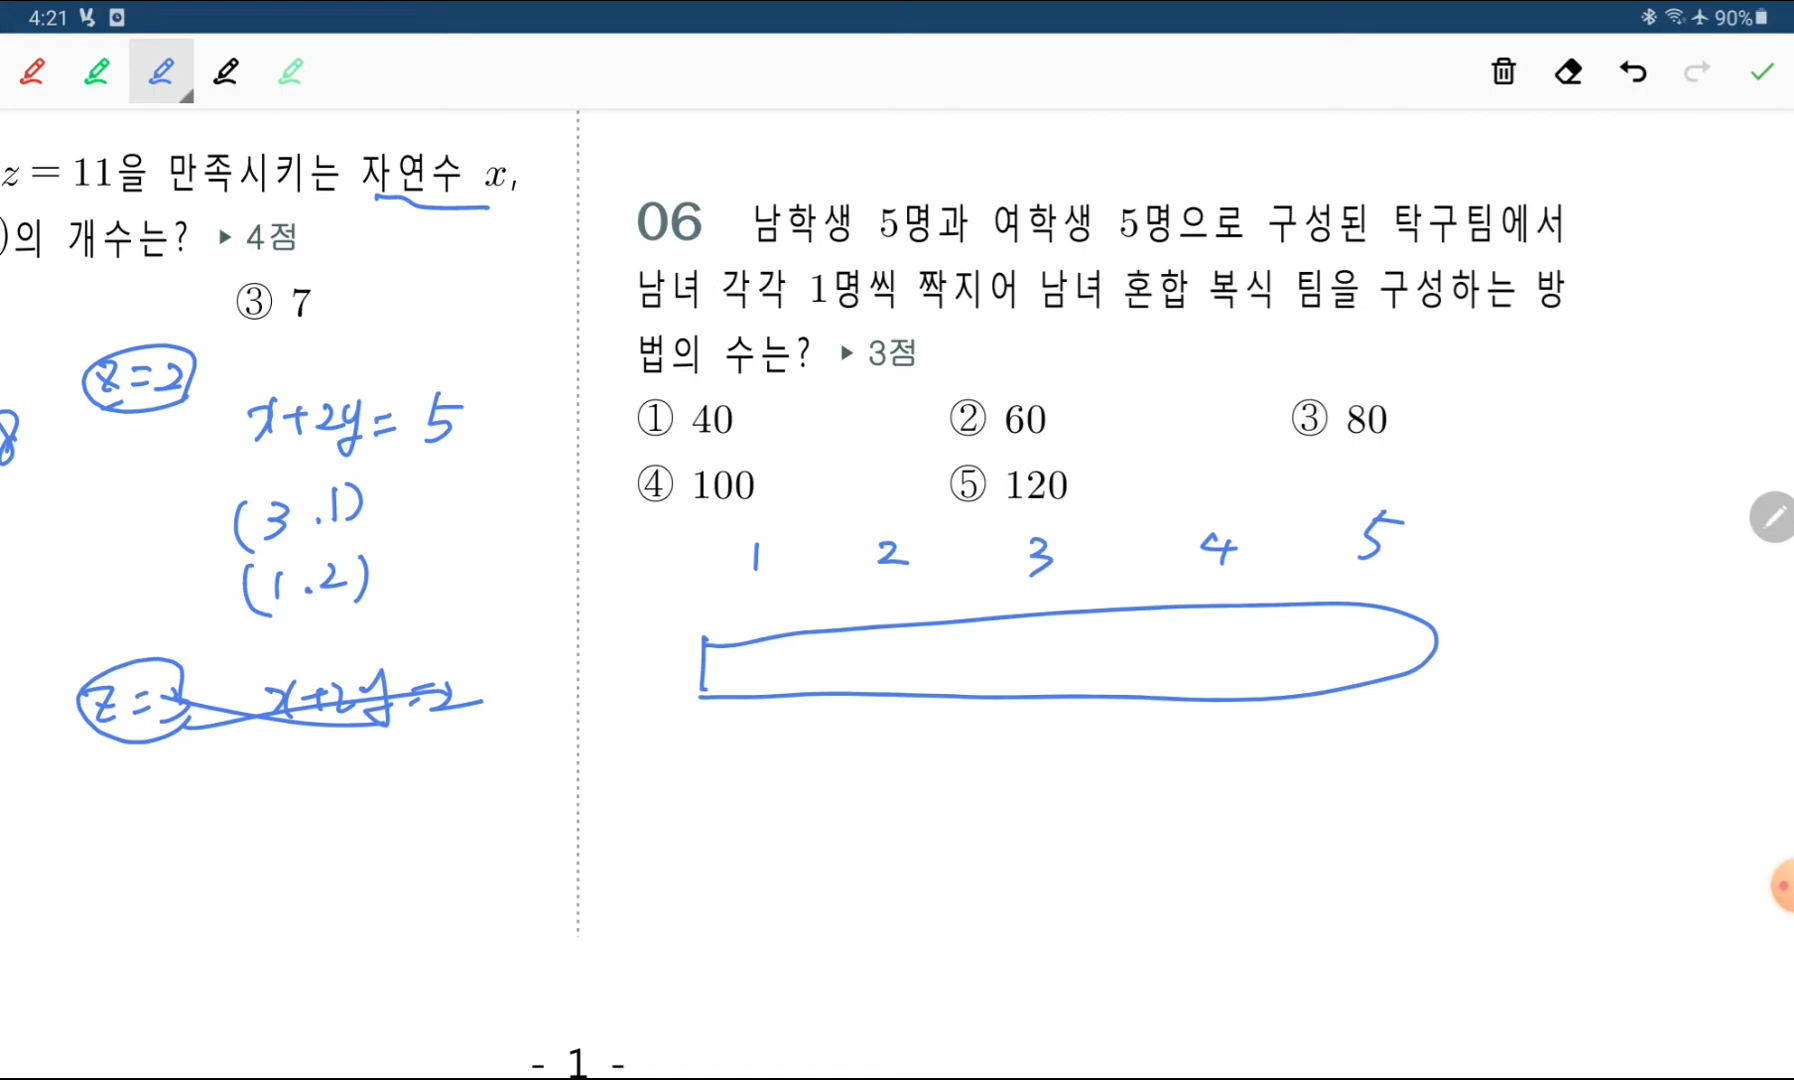 4:21
90%
z = 11을 만족시키는 자연수 x,
)의 개수는? ▶ 4점
③ 7
z=2
8
x+2y= 5
(3.1)
(1.2)
z=3 x+2y=2
06 남학생 5명과 여학생 5명으로 구성된 탁구팀에서
남녀 각각 1명씩 짝지어 남녀 혼합 복식 팀을 구성하는 방
법의 수는? ▶ 3점
① 40 ② 60 ③ 80
④ 100 ⑤ 120
1 2 3 4 5
- 1 -